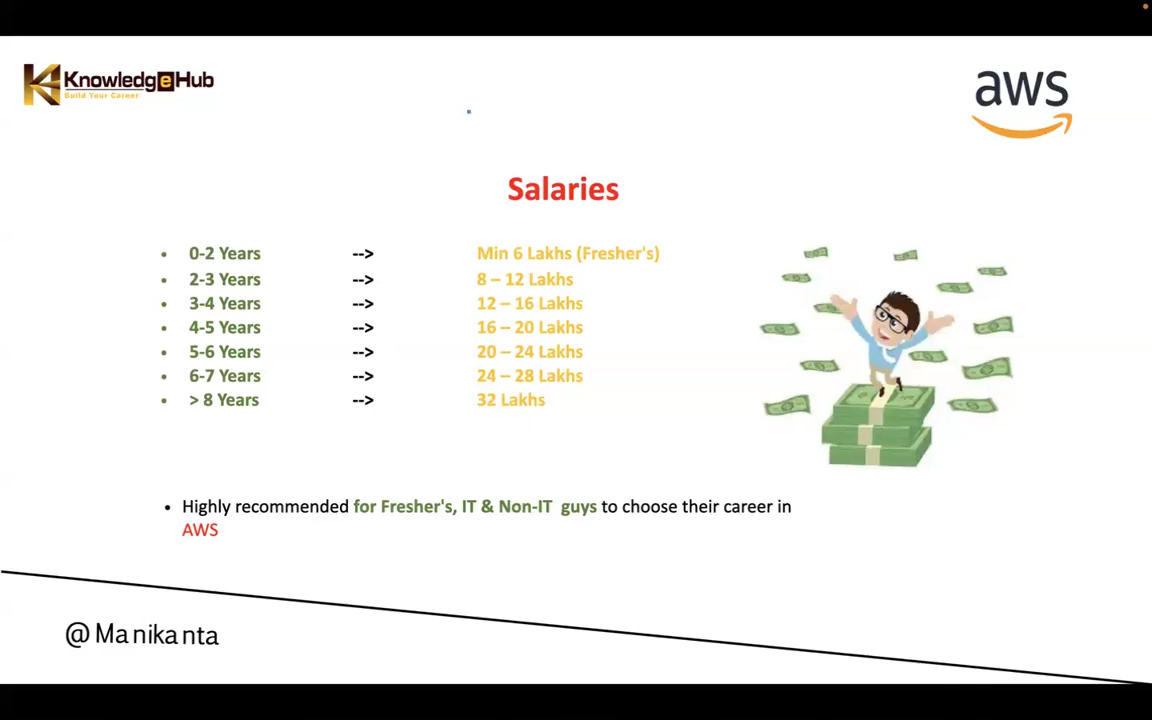 KnowledgeHub
Build Your Career
aws
Salaries
• 0-2 Years --> Min 6 Lakhs (Fresher's)
• 2-3 Years --> 8 – 12 Lakhs
• 3-4 Years --> 12 – 16 Lakhs
• 4-5 Years --> 16 – 20 Lakhs
• 5-6 Years --> 20 – 24 Lakhs
• 6-7 Years --> 24 – 28 Lakhs
• > 8 Years --> 32 Lakhs
• Highly recommended for Fresher's, IT & Non-IT guys to choose their career in
AWS
@Manikanta